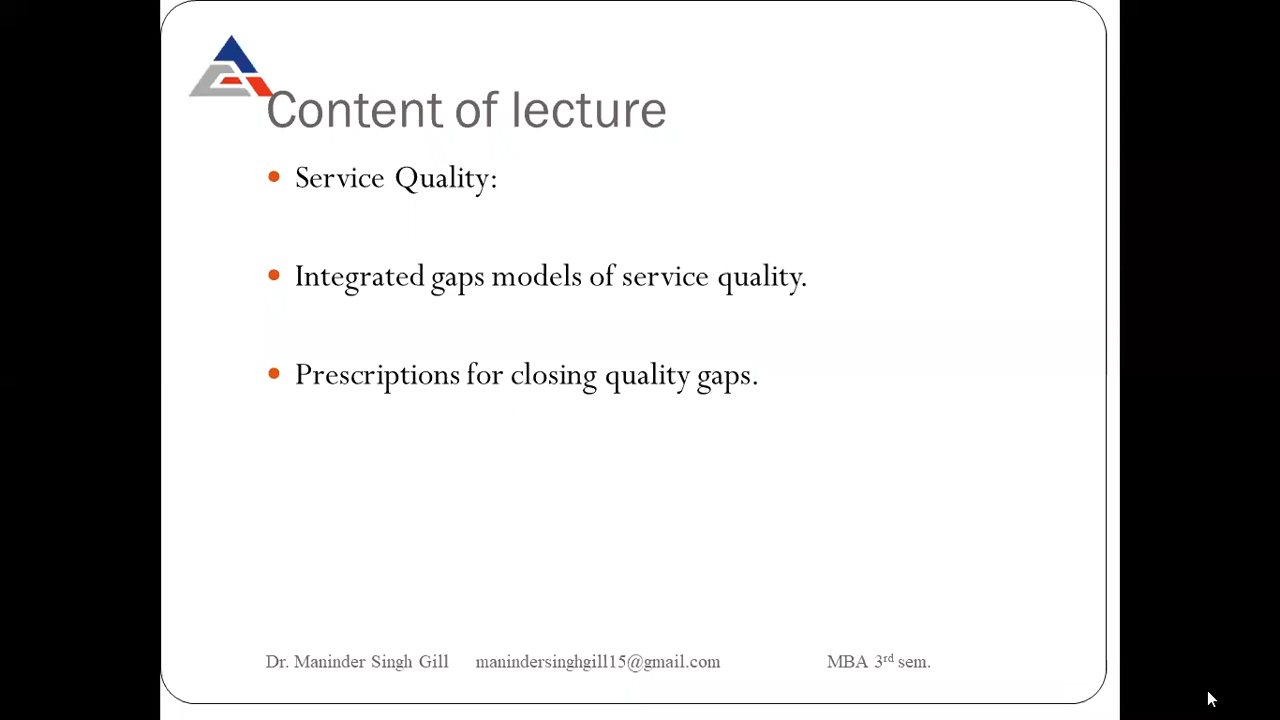 Content of lecture
Service Quality:
Integrated gaps models of service quality.
Prescriptions for closing quality gaps.
Dr. Maninder Singh Gill manindersinghgill15@gmail.com MBA 3rd sem.